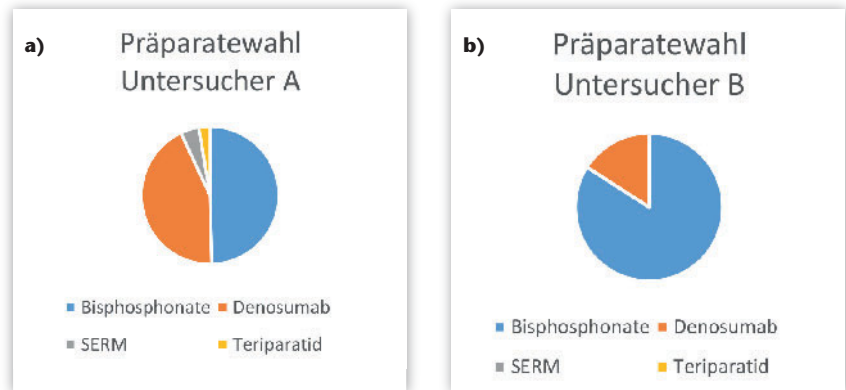 a)
Präparatewahl
Untersucher A
Bisphosphonate Denosumab
SERM Teriparatid
b)
Präparatewahl
Untersucher B
Bisphosphonate Denosumab
SERM Teriparatid